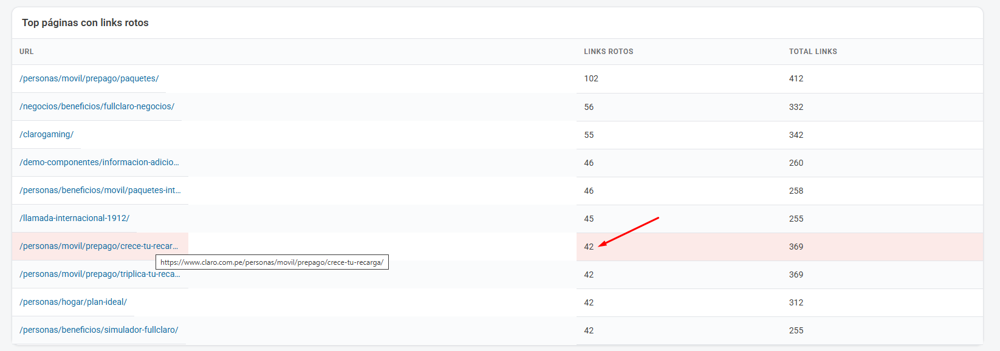 Top páginas con links rotos
URL LINKS ROTOS TOTAL LINKS
/personas/movil/prepago/paquetes/ 102 412
/negocios/beneficios/fullclaro-negocios/ 56 332
/clarogaming/ 55 342
/demo-componentes/informacion-adicio... 46 260
/personas/beneficios/movil/paquetes-int... 46 258
/llamada-internacional-1912/ 45 255
/personas/movil/prepago/crece-tu-recar... 42 369
https://www.claro.com.pe/personas/movil/prepago/crece-tu-recarga/
/personas/movil/prepago/triplica-tu-reca... 42 369
/personas/hogar/plan-ideal/ 42 312
/personas/beneficios/simulador-fullclaro/ 42 255